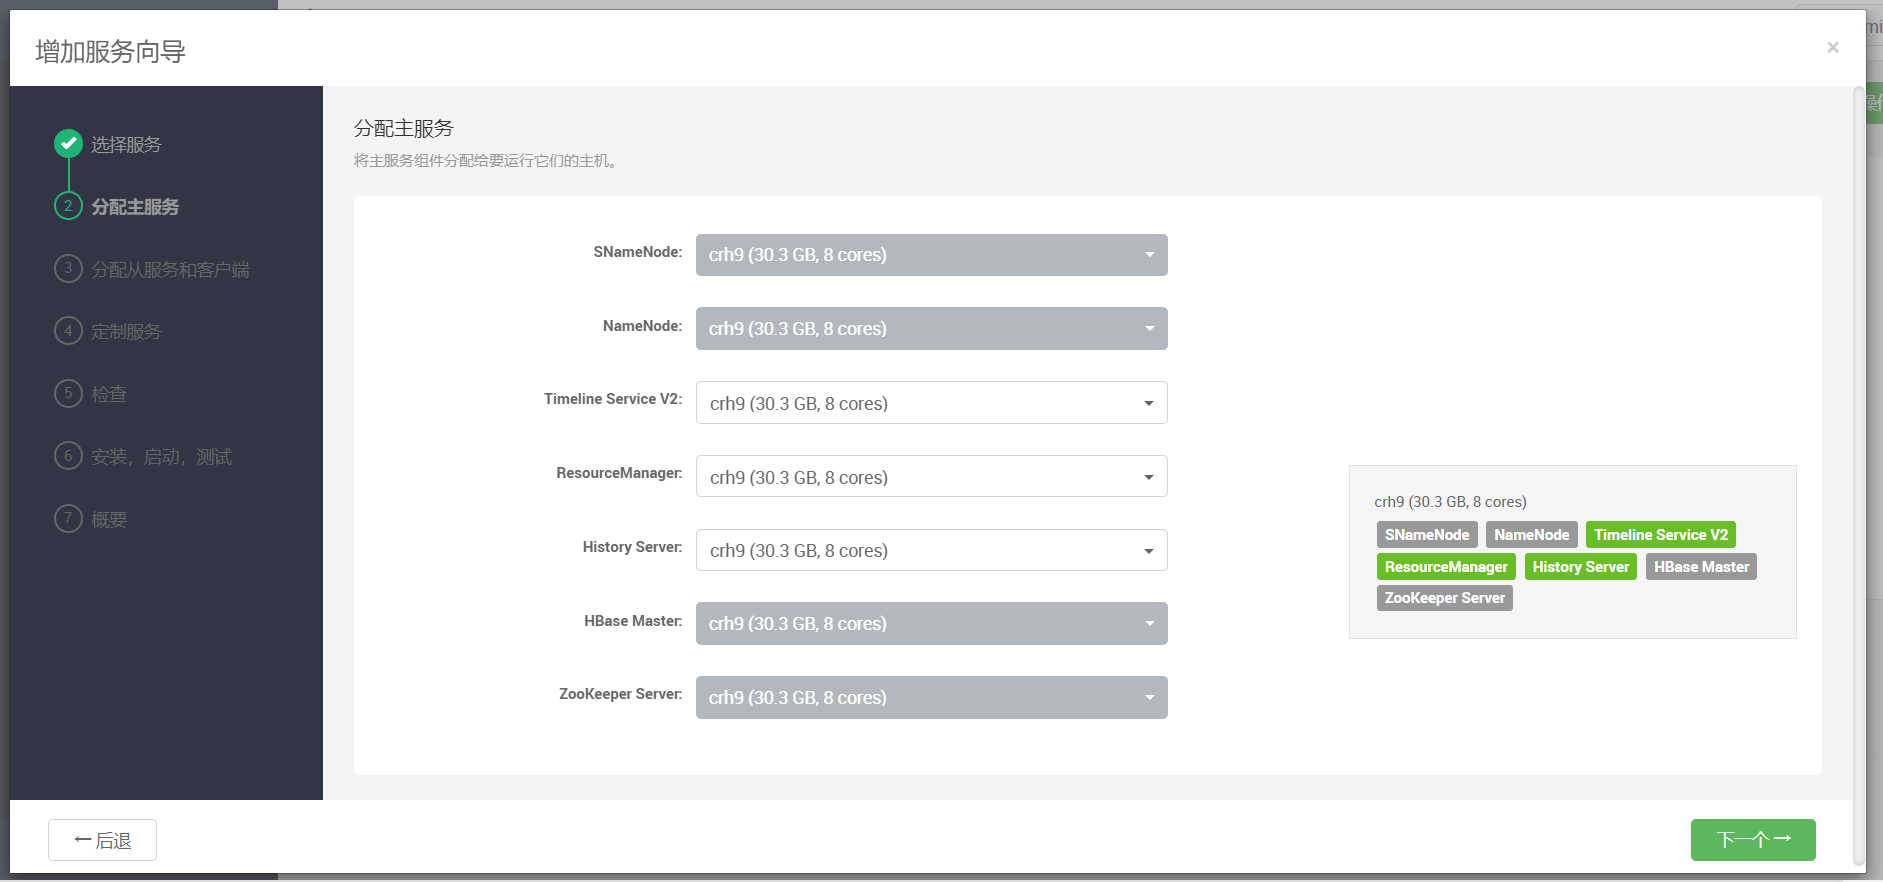 增加服务向导
×
选择服务
2 分配主服务
3 分配从服务和客户端
4 定制服务
5 检查
6 安装，启动，测试
7 概要
分配主服务
将主服务组件分配给要运行它们的主机。
SNameNode: crh9 (30.3 GB, 8 cores)
NameNode: crh9 (30.3 GB, 8 cores)
Timeline Service V2: crh9 (30.3 GB, 8 cores)
ResourceManager: crh9 (30.3 GB, 8 cores)
History Server: crh9 (30.3 GB, 8 cores)
HBase Master: crh9 (30.3 GB, 8 cores)
ZooKeeper Server: crh9 (30.3 GB, 8 cores)
crh9 (30.3 GB, 8 cores)
SNameNode NameNode Timeline Service V2
ResourceManager History Server HBase Master
ZooKeeper Server
←后退
下一个→